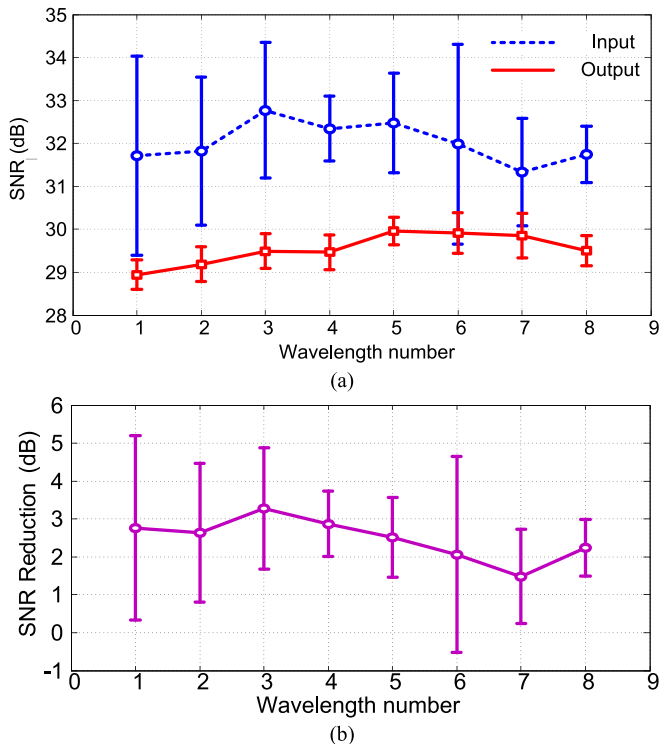 35
34
33
32
31
30
29
28
SNR (dB)
Input
Output
0 1 2 3 4 5 6 7 8 9
Wavelength number
(a)
6
5
4
3
2
1
0
-1
SNR Reduction (dB)
0 1 2 3 4 5 6 7 8 9
Wavelength number
(b)